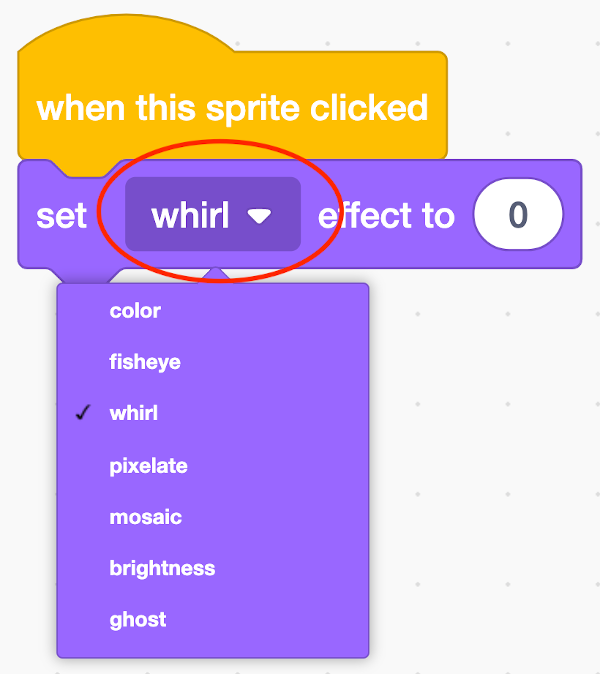 when this sprite clicked
set whirl effect to 0
color
fisheye
whirl
pixelate
mosaic
brightness
ghost